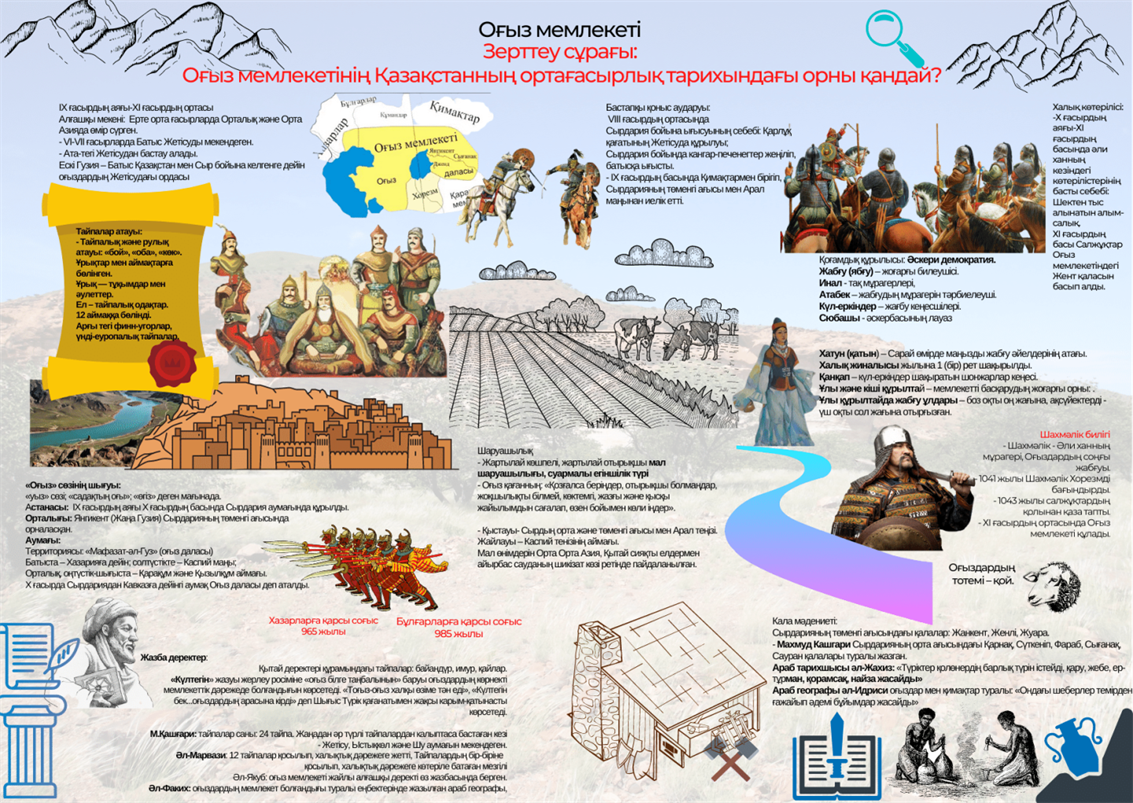 Оғыз мемлекеті
Зерттеу сұрағы:
Оғыз мемлекетінің Қазақстанның ортағасырлық тарихындағы орны қандай?
IX ғасырдың аяғы-XI ғасырдың ортасы
Алғашқы мекені: Ерте орта ғасырларда Орталық және Орта
Азияда өмір сүрген.
- VI-VII ғасырларда Батыс Жетісуды мекендеген.
- Ата-тегі Жетісудан бастау алады.
Ескі Гузия – Батыс Қазақстан мен Сыр бойына келгенге дейін
оғыздардың Жетісудағы ордасы
Тайпалар атауы:
- Тайпалық және рулық
атауы: «бой», «оба», «көк».
Ұрықтар мен аймақтарға
бөлінген.
Ұрық — тұқымдар мен
әулеттер.
Ел – тайпалық одақтар.
12 аймаққа бөлінді.
Арғы тегі финн-угорлар,
үнді-еуропалық тайпалар,
Бұлғарлар
Қимақтар
Хазарлар
Оғыз мемлекеті
Оғыз
даласы
Хорезм
Бастапқы қоныс аударуы:
VIII ғасырдың ортасында
Сырдария бойына ығысуының себебі: Қарлұқ
қағатының Жетісуда құрылуы;
Сырдария бойында кангар-печенегтер жеңіліп,
батысқа ығысты.
- IX ғасырдың басында Қимақтармен бірігіп,
Сырдарияның төменгі ағысы мен Арал
маңынан иелік етті.
Халық көтерілісі:
-X ғасырдың
аяғы-XI
ғасырдың
басында әли
ханның
кезіндегі
көтерілістерінің
басты себебі:
Шектен тыс
алынатын алым-
салық.
XI ғасырдың
басы Салжұқтар
Оғыз
мемлекетіндегі
Жент қаласын
басып алды.
Қоғамдық құрылысы: Әскери демократия.
Жабғу (ябғу) – жоғарғы билеушісі.
Инал - тақ мұрагерлері,
Атабек – жабғудың мұрагерін тәрбиелеуші.
Күл-еркіндер – жағбу кеңесшілері.
Сюбашы - әскербасының лауаз
Хатун (қатын) – Сарай өмірде маңызды жабғу әйелдерінің атағы.
Халық жиналысы жылына 1 (бір) рет шақырылды.
Қанқап – күл-еркіндер шақыратын шонжарлар кеңесі.
Ұлы және кіші құрылтай – мемлекетті басқарудың жоғарғы орны:
Ұлы құрылтайда жабғу ұлдары – боз оқты оң жағына, ақсүйектерді -
үш оқты сол жағына отырғызған.
Шахмәлік билігі
- Шахмәлік - Әли ханның
мұрагері, Оғыздардың соңғы
жабғуы.
-1041 жылы Шахмәлік Хорезмді
бағындырды.
- 1043 жылы салжұқтардың
қолынан қаза тапты.
- XI ғасырдың ортасында Оғыз
мемлекеті құлады.
Оғыздардың
тотемі – қой.
«Оғыз» сөзінің шығуы:
«уыз» сөзі; «садақтың оғы»; «өгіз» деген мағынада.
Астанасы: IX ғасырдың аяғы X ғасырдың басында Сырдария аумағында құрылды.
Орталығы: Янгикент (Жаңа Гузия) Сырдарияның төменгі ағысында
орналасқан.
Аумағы:
Территориясы: «Мафазат-ал-Гуз» (оғыз даласы)
Батыста – Хазарияға дейін; солтүстікте – Каспий маңы;
Орталық, оңтүстік-шығыста – Қарақұм және Қызылқұм аймағы.
X ғасырда Сырдариядан Кавказға дейінгі аумақ Оғыз даласы деп аталды.
Шаруашылық
- Жартылай көшпелі, жартылай отырықшы мал
шаруашылығы, суармалы егіншілік түрі
- Оғыз қағанның: «Қозғалса беріңдер, отырықшы болмаңдар,
жоқшылықты білмей, көктемгі, жазғы және қысқы
жайылымдын сағалап, өзен бойымен көли іңдер».
- Қыстауы- Сырдың орта және төменгі ағысы мен Арал теңізі.
Жайлауы – Каспий тенізінің аймағы.
Мал өнімдерін Орта Орта Азия, Қытай сияқты елдермен
айырбас сауданың шикізат көзі ретінде пайдаланылған.
Хазарларға қарсы соғыс
965 жылы
Бұлғарларға қарсы соғыс
985 жылы
Жазба деректер:
Қытай деректері құрамындағы тайпалар: байандур, имур, қайлар.
«Күлтегін» жазуы жерлеу рәсіміне «оғыз білге таңбалының» баруы оғыздардың көрнекті
мемлекеттік дәрежеде болғандығын көрсетеді. «Тоғыз-оғыз халқы өзіме тән еді», «Күлтегін
бек...оғыздардың арасына кірді» деп Шығыс Түрік қағанатымен жақры карым-қатынасты
көрсетеді.
М.Қашғари: тайпалар саны: 24 тайпа. Жаңадан әр түрлі тайпалардан қалыптаса бастаған кезі
- Жетісу, Ыстықкөл және Шу аумағын мекендеген.
Әл-Марвази: 12 тайпалар қосылып, халықтық дәрежеге жетті, Тайпалардың бір-біріне
қосылып, халықтық дәрежеге көтеріле батаған мезгілі
Әл-Якуб: оғыз мемлекеті жайлы алғашқы деректі өз жазбасында берген.
Әл-Факих: оғыздардың мемлекет болғандығы туралы еңбектерінде жазылған араб географы,
Қала мәдениеті:
Сырдарияның төменгі ағысындағы қалалар: Жанкент, Женлі, Жуара.
- Махмуд Кашгари Сырдарияның орта ағысындағы Қарнақ, Сүткеніп, Фараб, Сығанақ,
Сауран қалалары туралы жазған.
Араб тарихшысы әл-Жахиз: «Түріктер қолөнердің барлық түрін істейді, қару, жебе, ер-
тұрман, қорамсақ, найза жасайды»
Араб географы әл-Идриси оғыздар мен қимақтар туралы: «Ондағы шеберлер темірден
ғажайып әдемі бұйымдар жасайды»